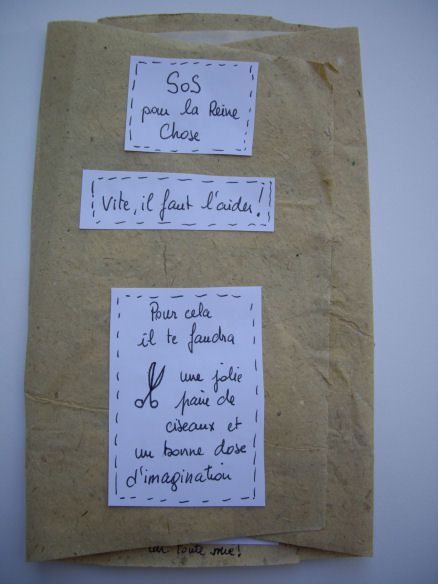 SoS
pour la Reine
Chose
Vite, il faut l'aider!
Pour cela
il te faudra
une jolie
paire de
ciseaux et
un bonne dose
d'imagination
toute